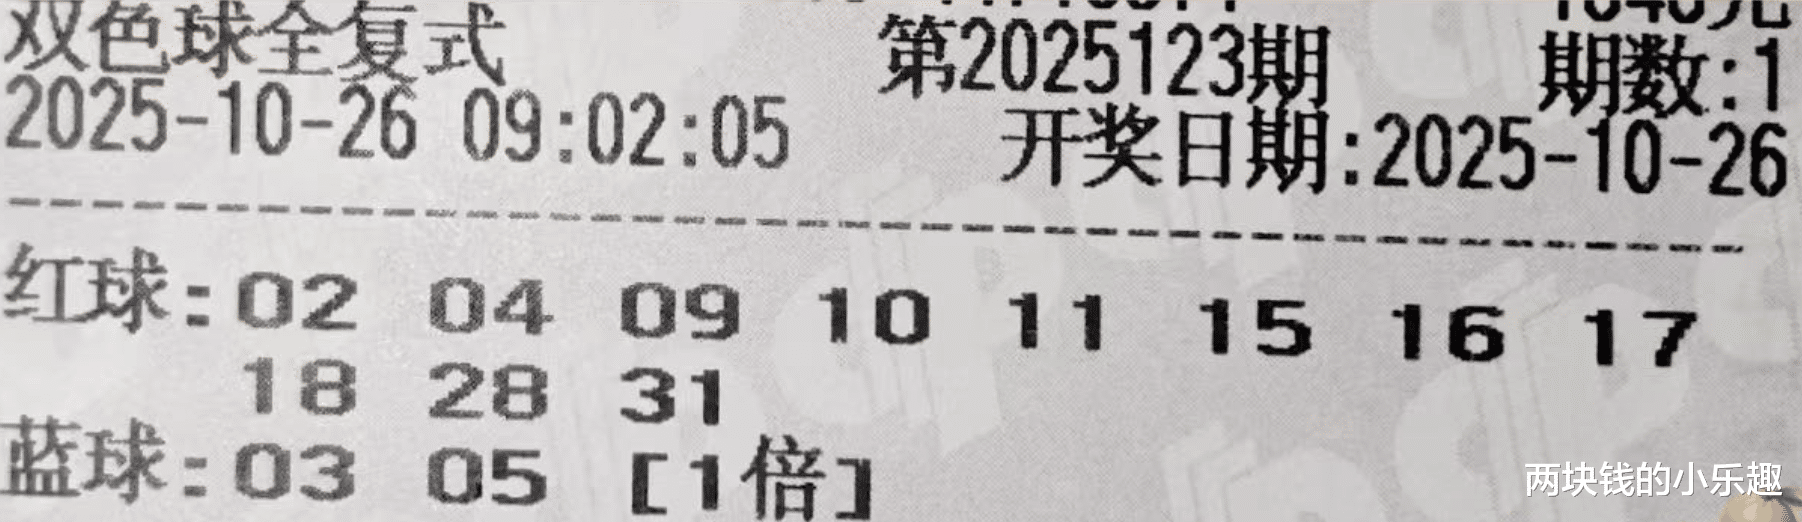 双色球全复式
第2025123期 期数:1
2025-10-26 09:02:05 开奖日期:2025-10-26
红球:02 04 09 10 11 15 16 17
18 28 31
蓝球:03 05 [1倍]
两块钱的小乐趣